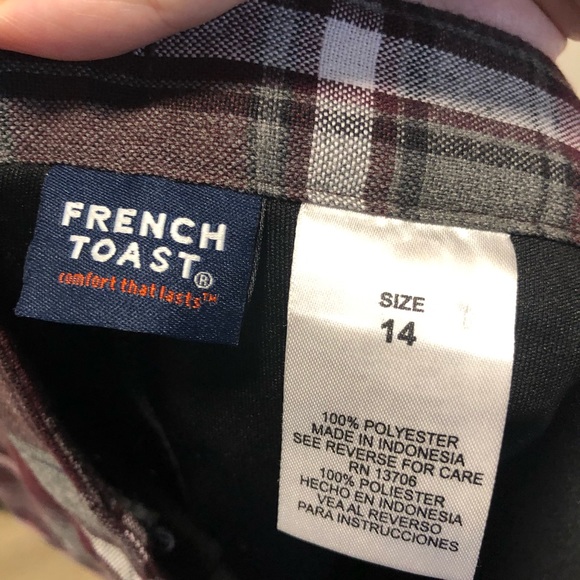 FRENCH
TOAST®
comfort that lasts™
SIZE
14
100% POLYESTER
MADE IN INDONESIA
SEE REVERSE FOR CARE
RN 13706
100% POLIESTER
HECHO EN INDONESIA
VEA AL REVERSO
PARA INSTRUCCIONES